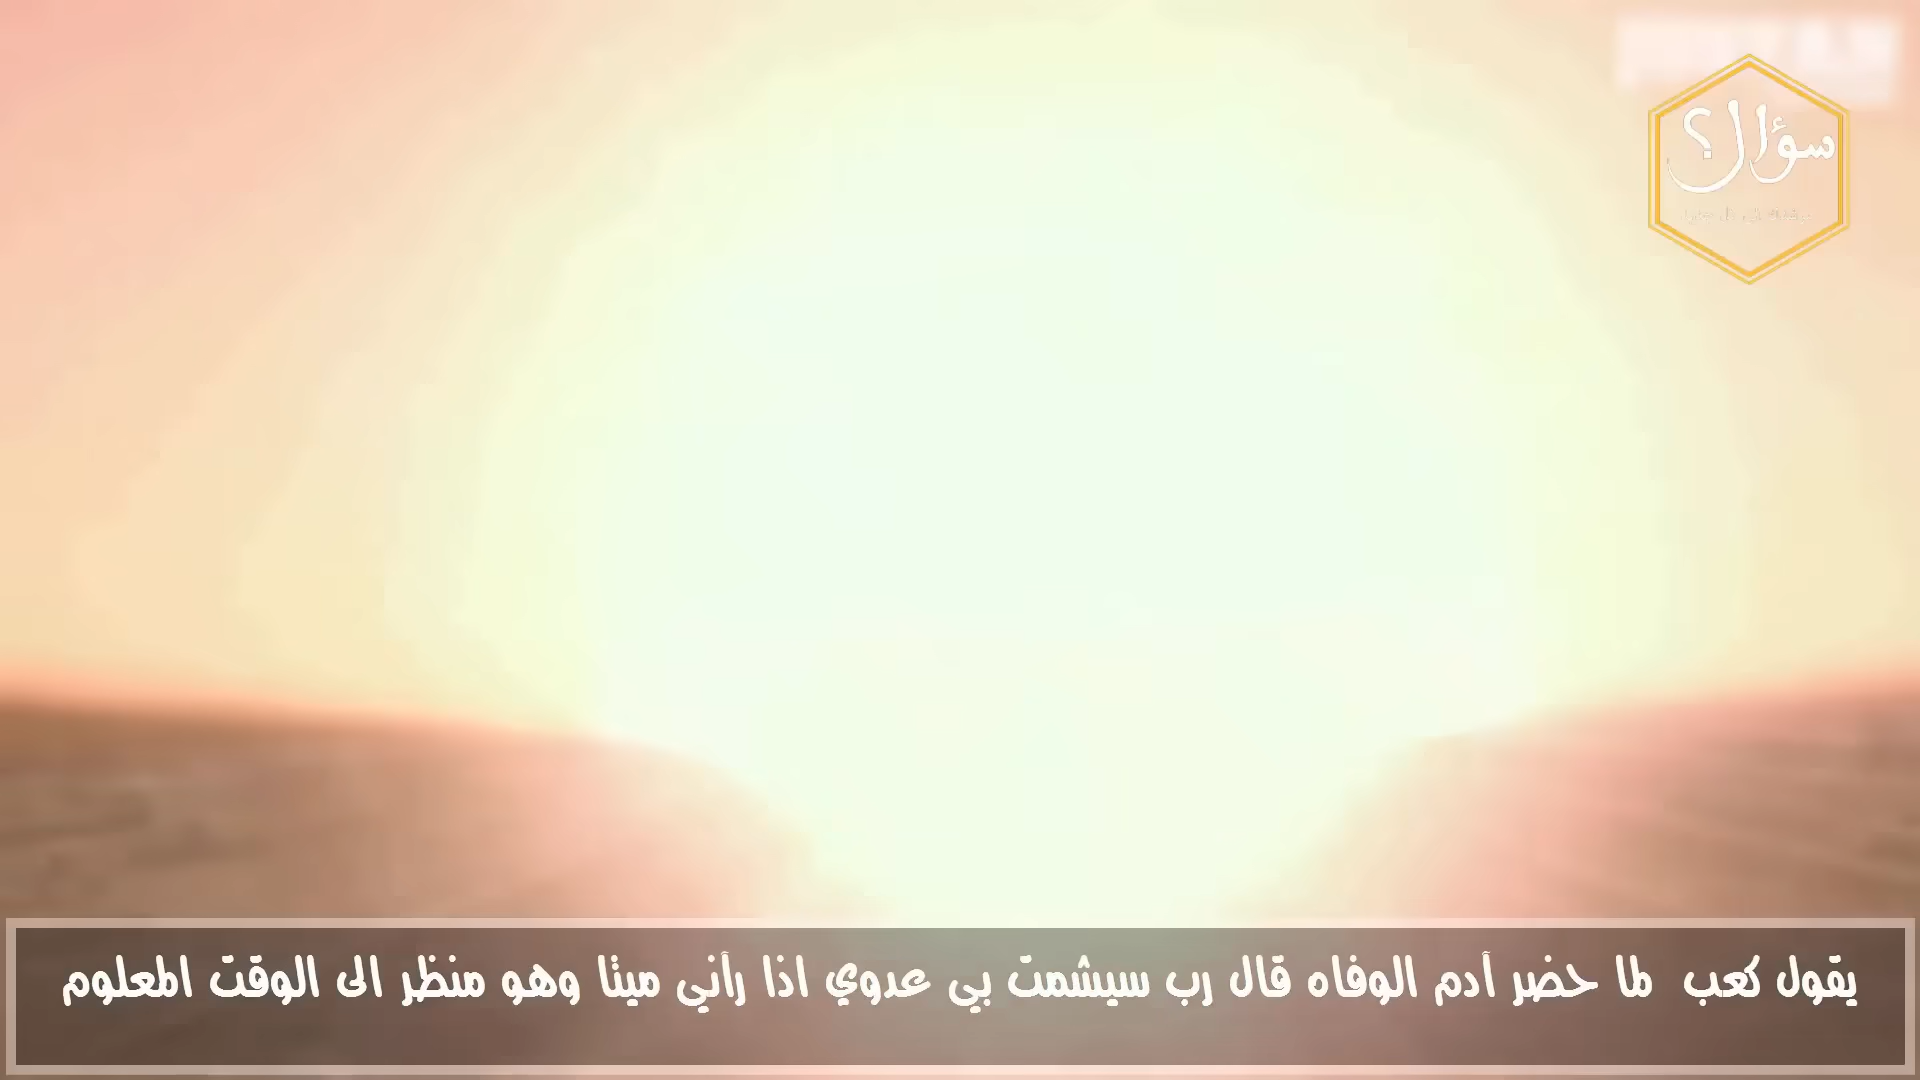 سؤال؟
يقول كعب لما حضر أدم الوفاه قال رب سيشمت بي عدوي اذا رأني ميتا وهو منظر الى الوقت المعلوم